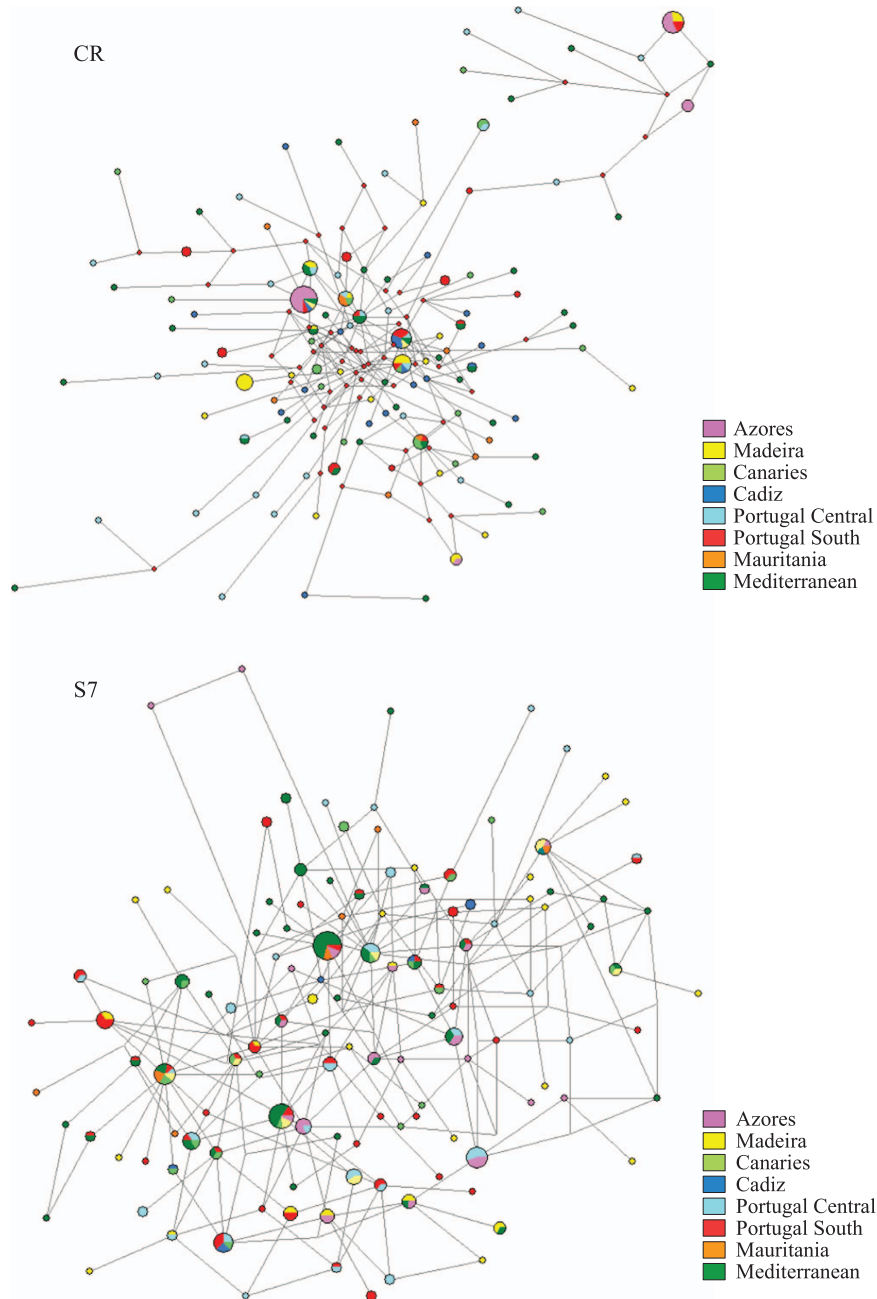 CR
Azores
Madeira
Canaries
Cadiz
Portugal Central
Portugal South
Mauritania
Mediterranean
S7
Azores
Madeira
Canaries
Cadiz
Portugal Central
Portugal South
Mauritania
Mediterranean